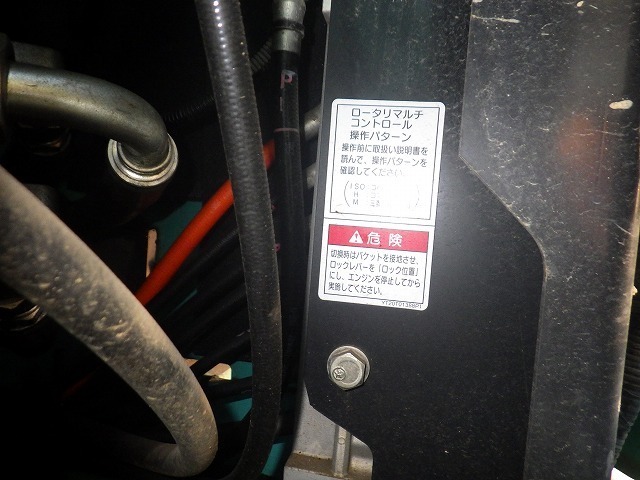 ロータリマルチ
コントロール
操作パターン
操作前に取扱い説明書を
読んで、操作パターンを
確認してください。
ISO
H
M
危険
切換時はバケットを接地させ、
ロックレバーを「ロック位置」
にし、エンジンを停止してから
実施してください。